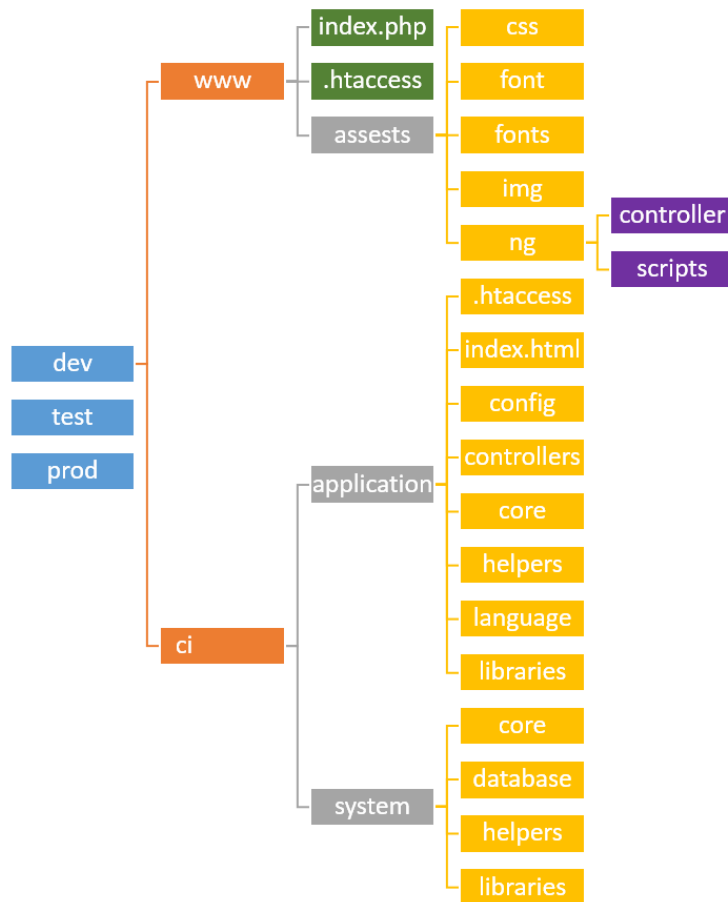 index.php
css
www
.htaccess
font
assests
fonts
img
controller
ng
scripts
.htaccess
dev
index.html
test
config
prod
controllers
application
core
helpers
ci
language
libraries
core
database
system
helpers
libraries